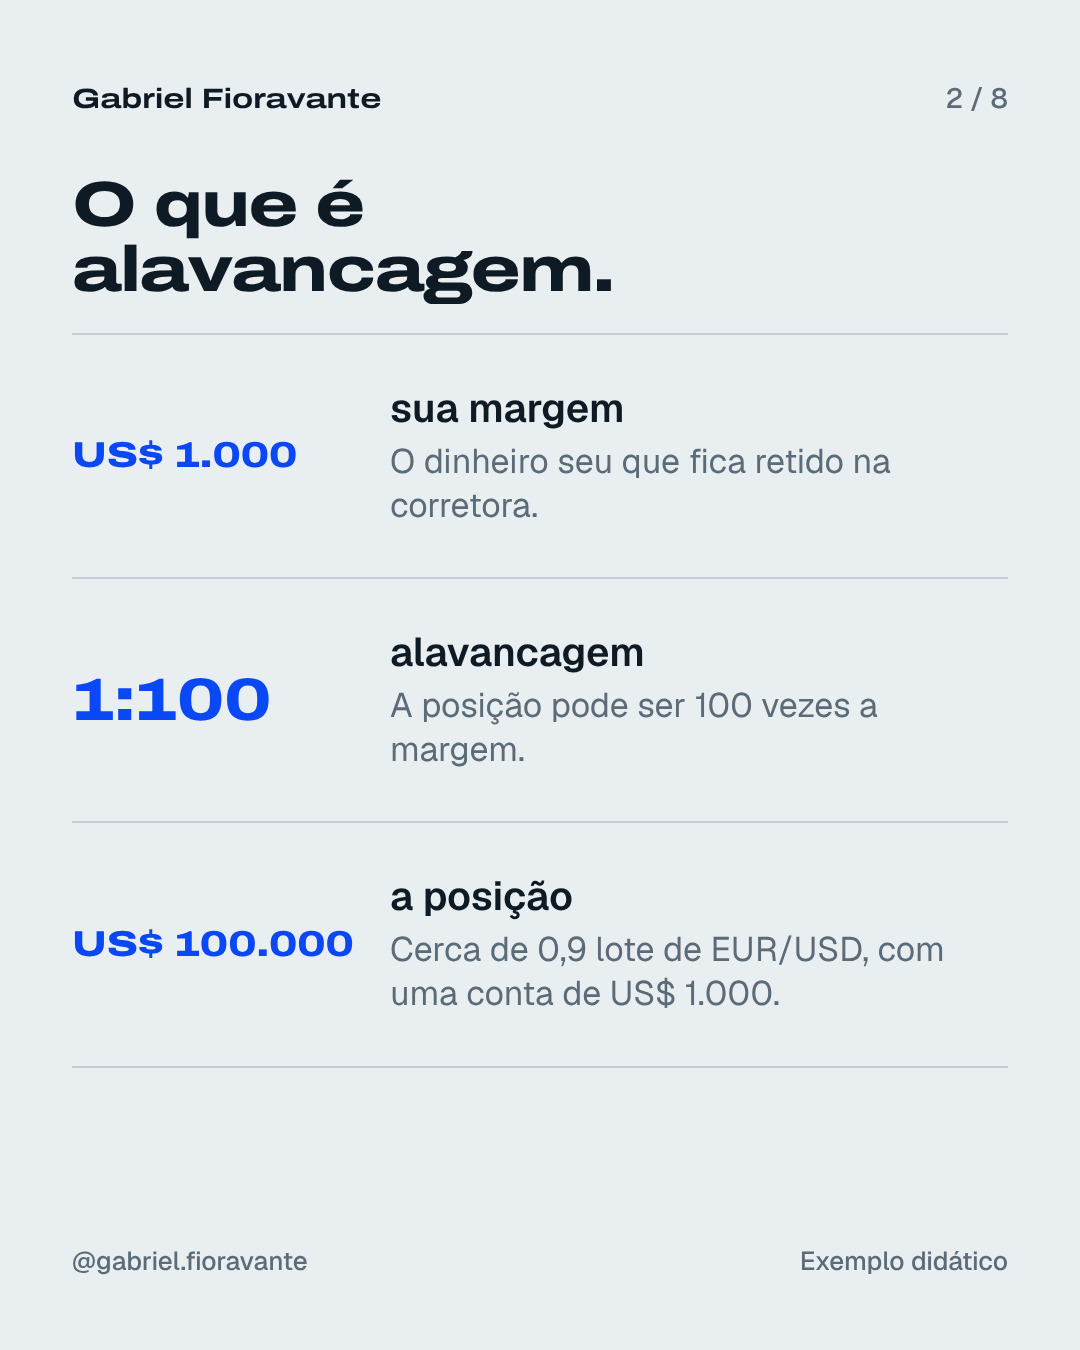 Gabriel Fioravante
2 / 8
O que é
alavancagem.
US$ 1.000
sua margem
O dinheiro seu que fica retido na
corretora.
1:100
alavancagem
A posição pode ser 100 vezes a
margem.
US$ 100.000
a posição
Cerca de 0,9 lote de EUR/USD, com
uma conta de US$ 1.000.
@gabriel.fioravante
Exemplo didático